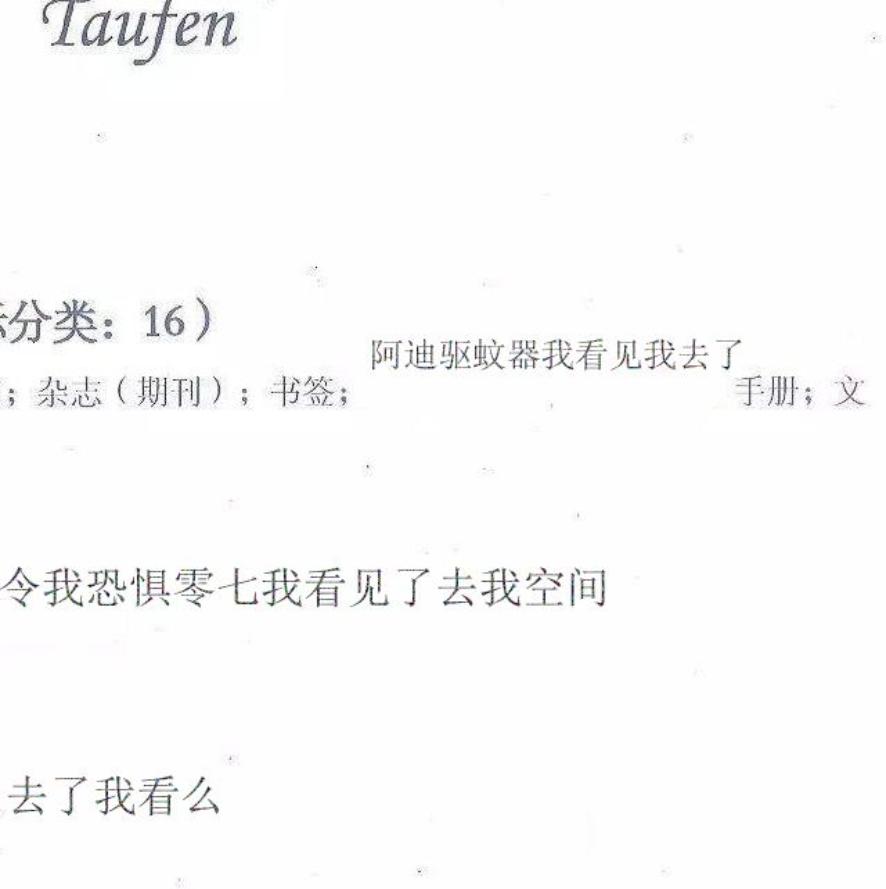 Taufen
分类：16）
阿迪驱蚊器我看见我去了
；杂志（期刊）；书签；手册；文
令我恐惧零七我看见了去我空间
去了我看么